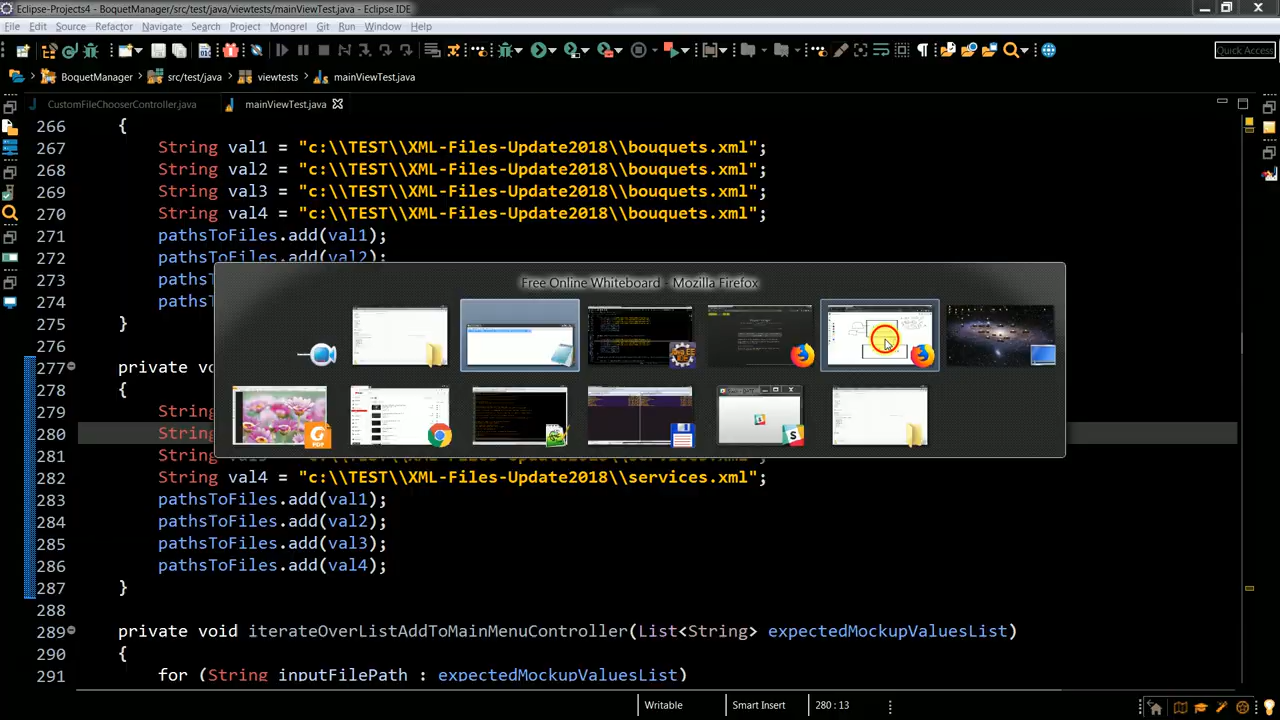 Eclipse-Projects4 - BoquetManager/src/test/java/viewtests/mainViewTest.java - Eclipse IDE
File Edit Source Refactor Navigate Search Project Mongrel Git Run Window Help
Quick Access
BoquetManager src/test/java viewtests mainViewTest.java
CustomFileChooserController.java mainViewTest.java
266 {
267 String val1 = "c:\\TEST\\XML-Files-Update2018\\bouquets.xml";
268 String val2 = "c:\\TEST\\XML-Files-Update2018\\bouquets.xml";
269 String val3 = "c:\\TEST\\XML-Files-Update2018\\bouquets.xml";
270 String val4 = "c:\\TEST\\XML-Files-Update2018\\bouquets.xml";
271 pathsToFiles.add(val1);
272 pathsToFiles.add(val2);
273 paths
274 paths
275 }
276
Free Online Whiteboard - Mozilla Firefox
277 private v
278 {
279 String
280 String
281 String
282 String val4 = "c:\\TEST\\XML-Files-Update2018\\services.xml";
283 pathsToFiles.add(val1);
284 pathsToFiles.add(val2);
285 pathsToFiles.add(val3);
286 pathsToFiles.add(val4);
287 }
288
289 private void iterateOverListAddToMainMenuController(List<String> expectedMockupValuesList)
290 {
291 for (String inputFilePath : expectedMockupValuesList)
Writable Smart Insert 280 : 13